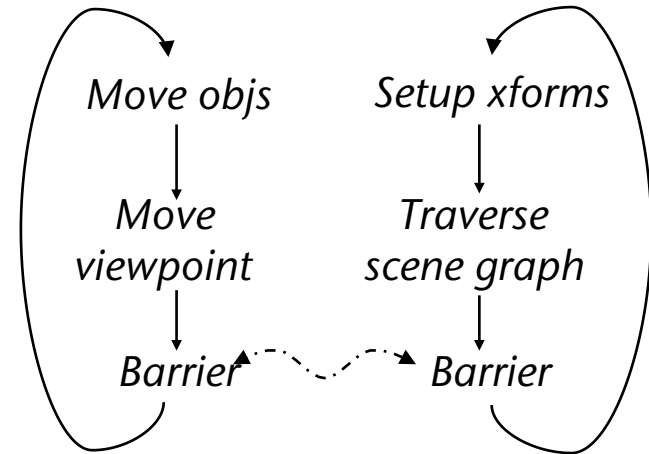 Move objs
Setup xforms
Move
viewpoint
Traverse
scene graph
Barrier
Barrier